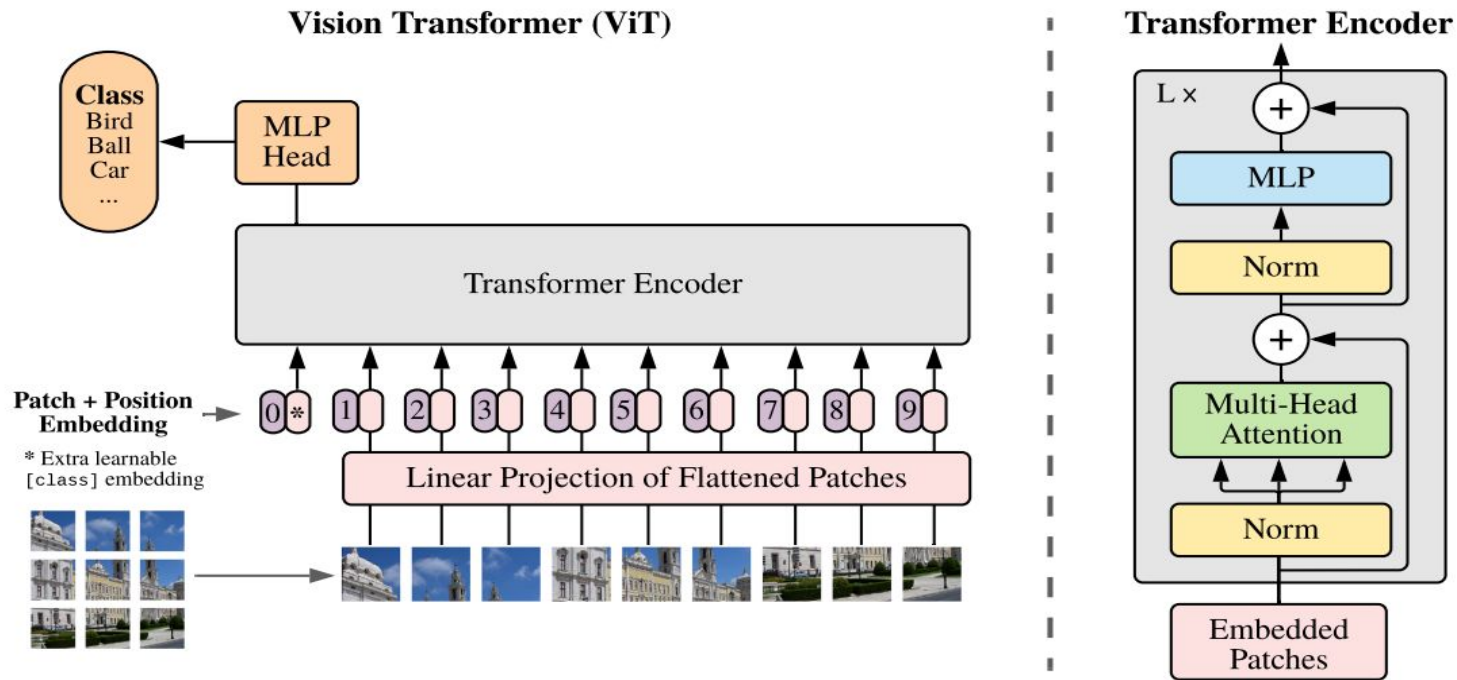 Vision Transformer (ViT)
Class
Bird
Ball
Car
...
MLP
Head
Transformer Encoder
Patch + Position
Embedding
0 * 1 2 3 4 5 6 7 8 9
* Extra learnable
[class] embedding
Linear Projection of Flattened Patches
Transformer Encoder
L ×
+
MLP
Norm
+
Multi-Head
Attention
Norm
Embedded
Patches